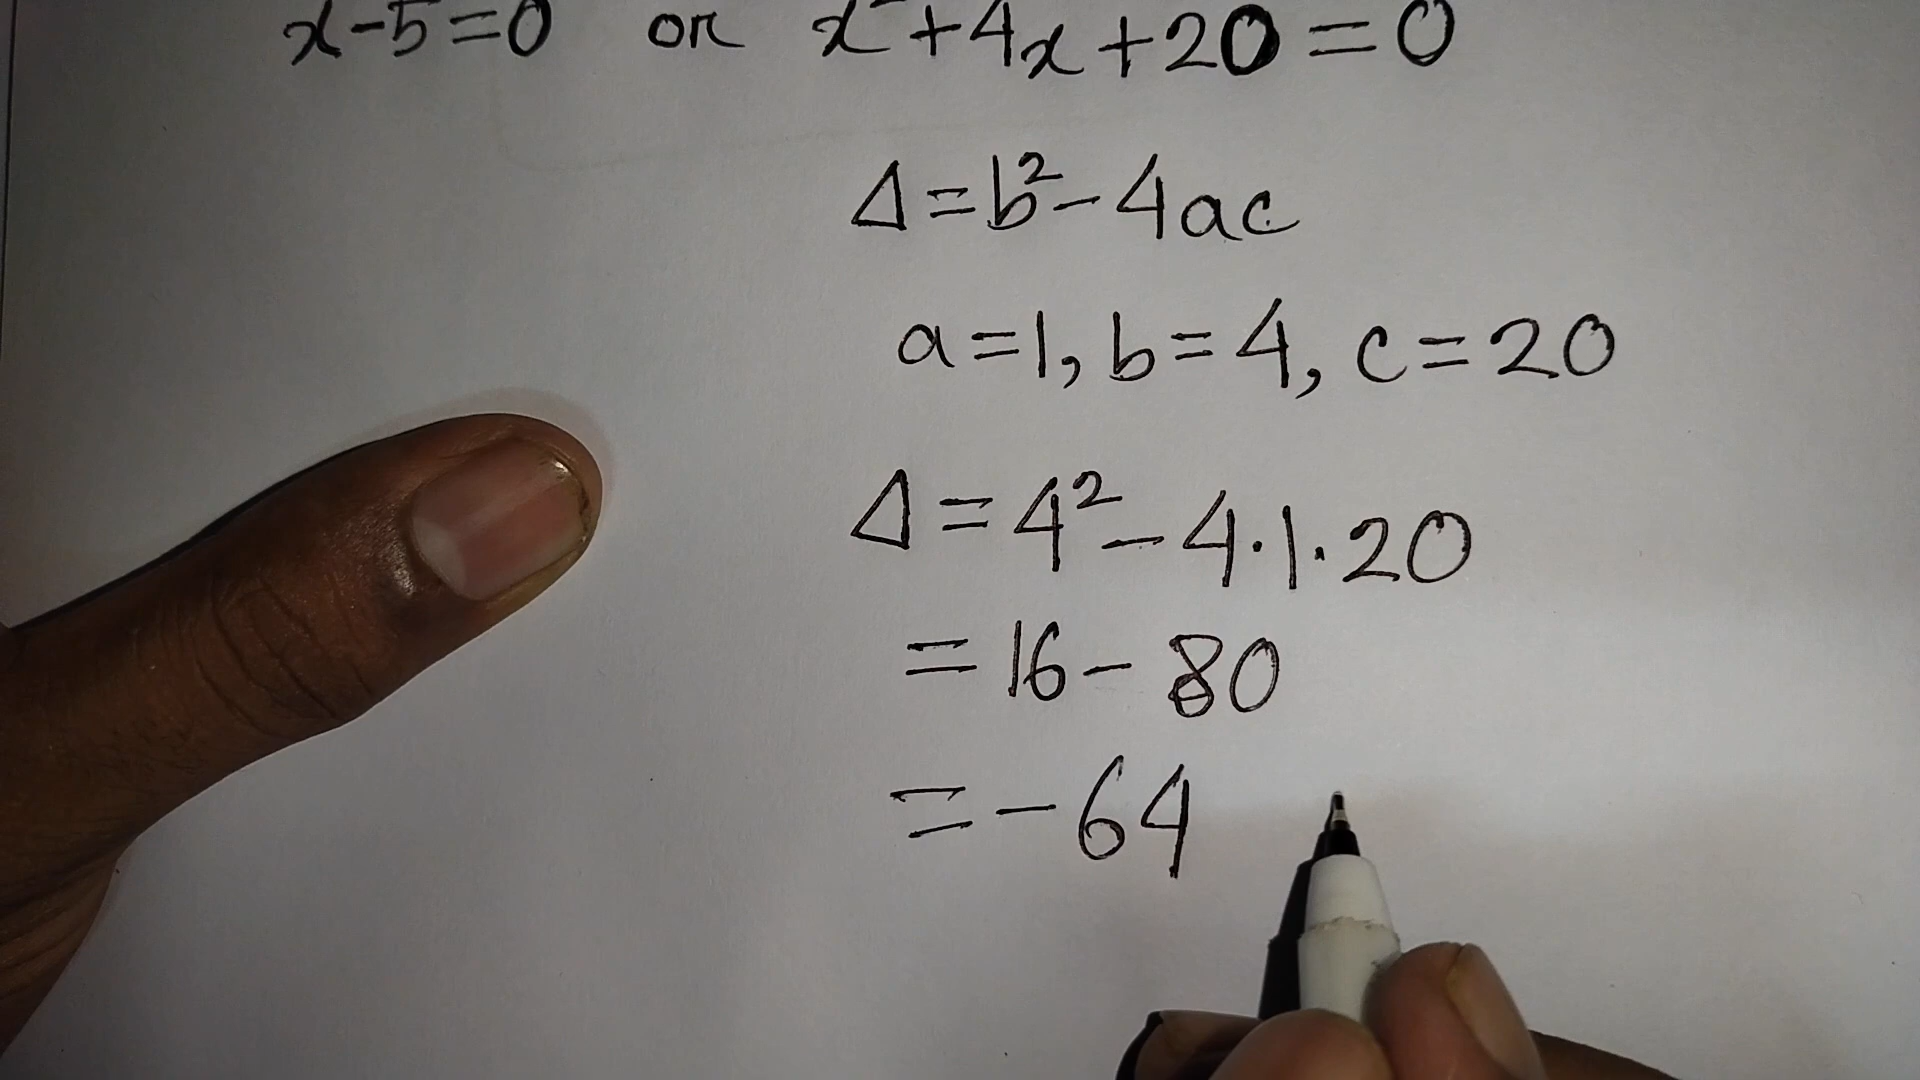 x-5=0 or x²+4x+20=0
Δ=b²-4ac
a=1, b=4, c=20
Δ=4²-4·1·20
=16-80
=-64